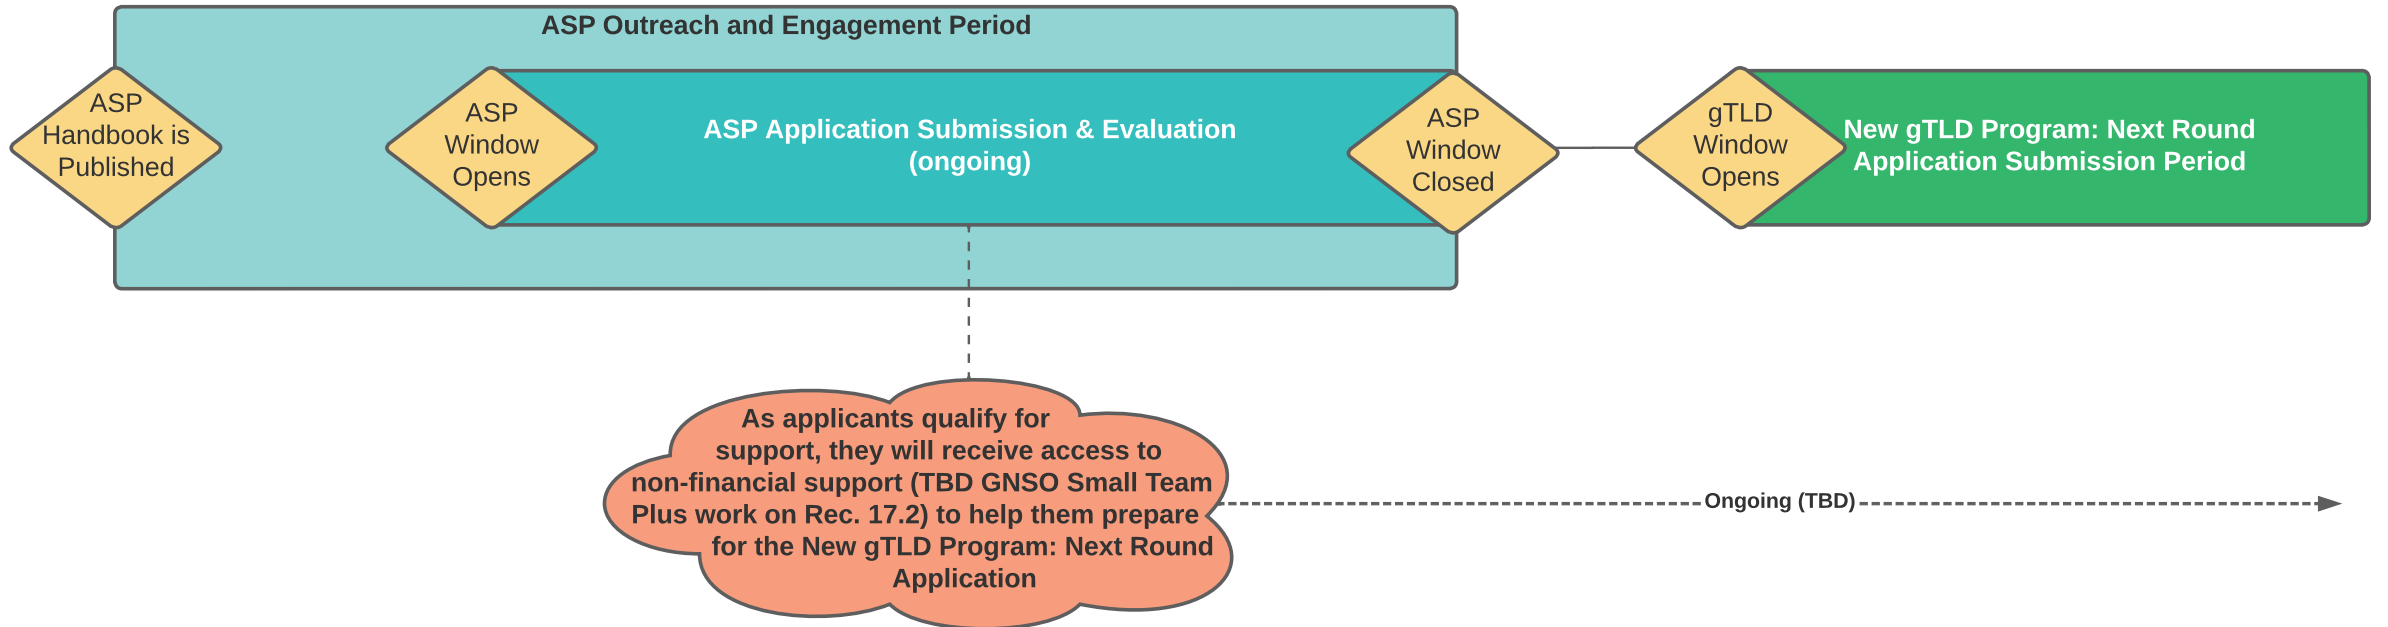 ASP Outreach and Engagement Period
ASP
Handbook is
Published
ASP
Window
Opens
ASP Application Submission & Evaluation
(ongoing)
ASP
Window
Closed
gTLD
Window
Opens
New gTLD Program: Next Round
Application Submission Period
As applicants qualify for
support, they will receive access to
non-financial support (TBD GNSO Small Team
Plus work on Rec. 17.2) to help them prepare
for the New gTLD Program: Next Round
Application
Ongoing (TBD)